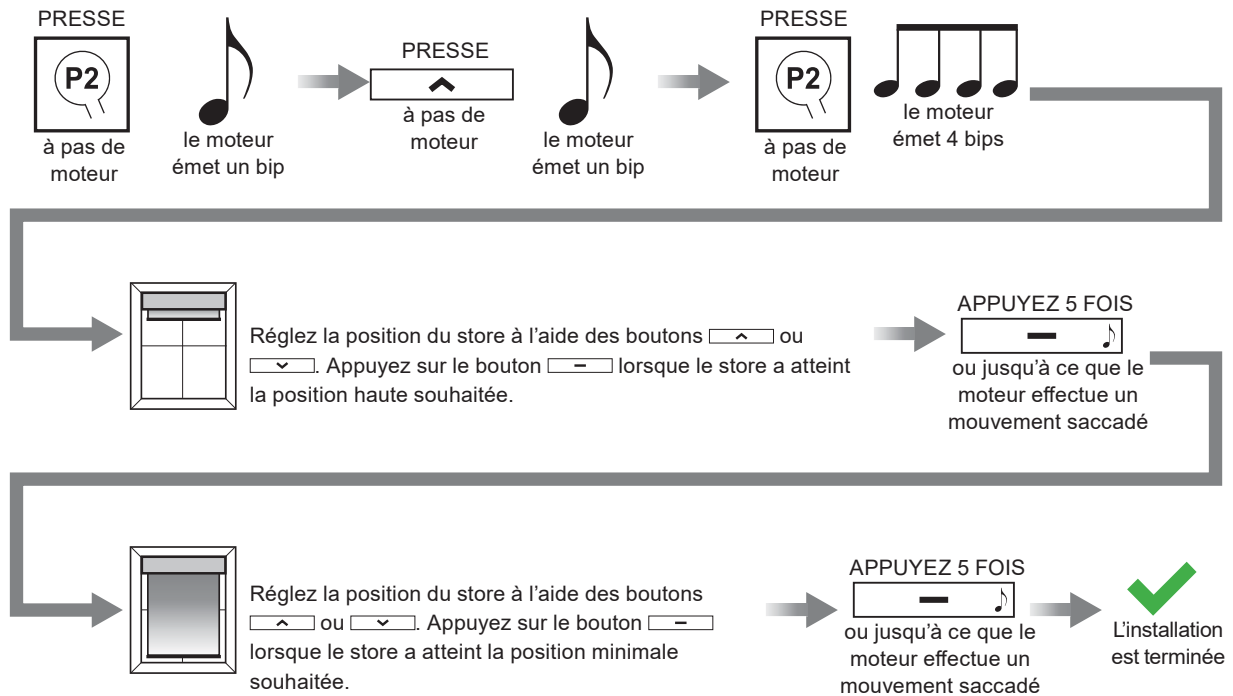 PRESSE
P2
à pas de
moteur
le moteur
émet un bip
PRESSE
à pas de
moteur
le moteur
émet un bip
PRESSE
P2
à pas de
moteur
le moteur
émet 4 bips
Réglez la position du store à l'aide des boutons ou
. Appuyez sur le bouton lorsque le store a atteint
la position haute souhaitée.
APPUYEZ 5 FOIS
ou jusqu'à ce que le
moteur effectue un
mouvement saccadé
Réglez la position du store à l'aide des boutons
ou . Appuyez sur le bouton
lorsque le store a atteint la position minimale
souhaitée.
APPUYEZ 5 FOIS
ou jusqu'à ce que le
moteur effectue un
mouvement saccadé
L'installation
est terminée